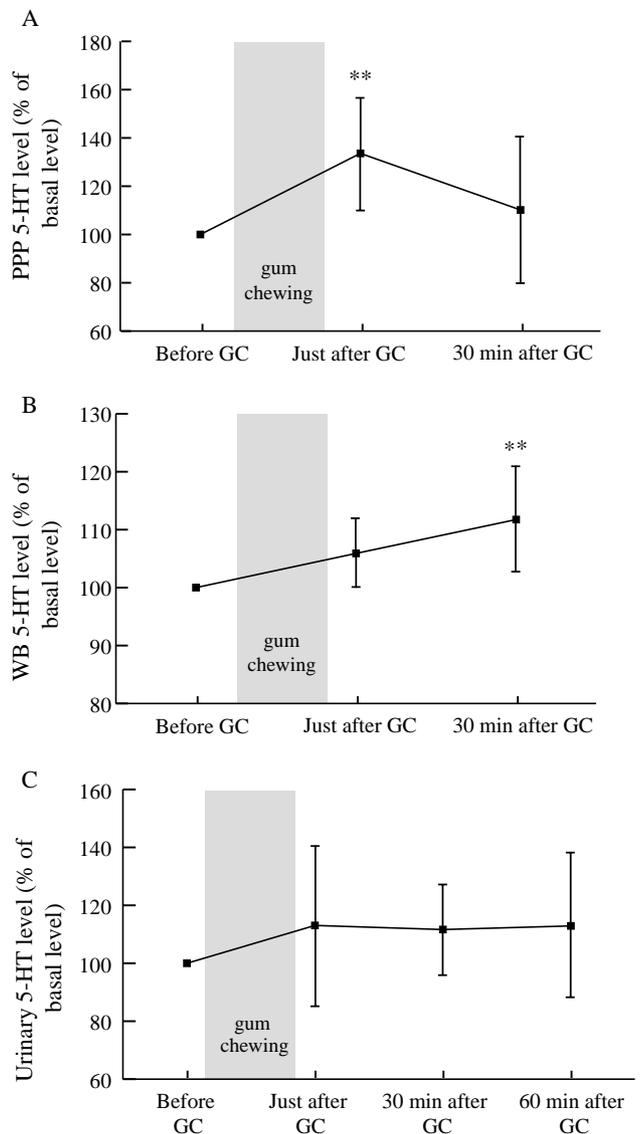 A
PPP 5-HT level (% of
basal level)
180
160
140
120
100
80
60
**
gum
chewing
Before GC
Just after GC
30 min after GC
B
WB 5-HT level (% of
basal level)
130
120
110
100
90
80
**
gum
chewing
Before GC
Just after GC
30 min after GC
C
Urinary 5-HT level (% of
basal level)
160
140
120
100
80
60
gum
chewing
Before
GC
Just after
GC
30 min after
GC
60 min after
GC